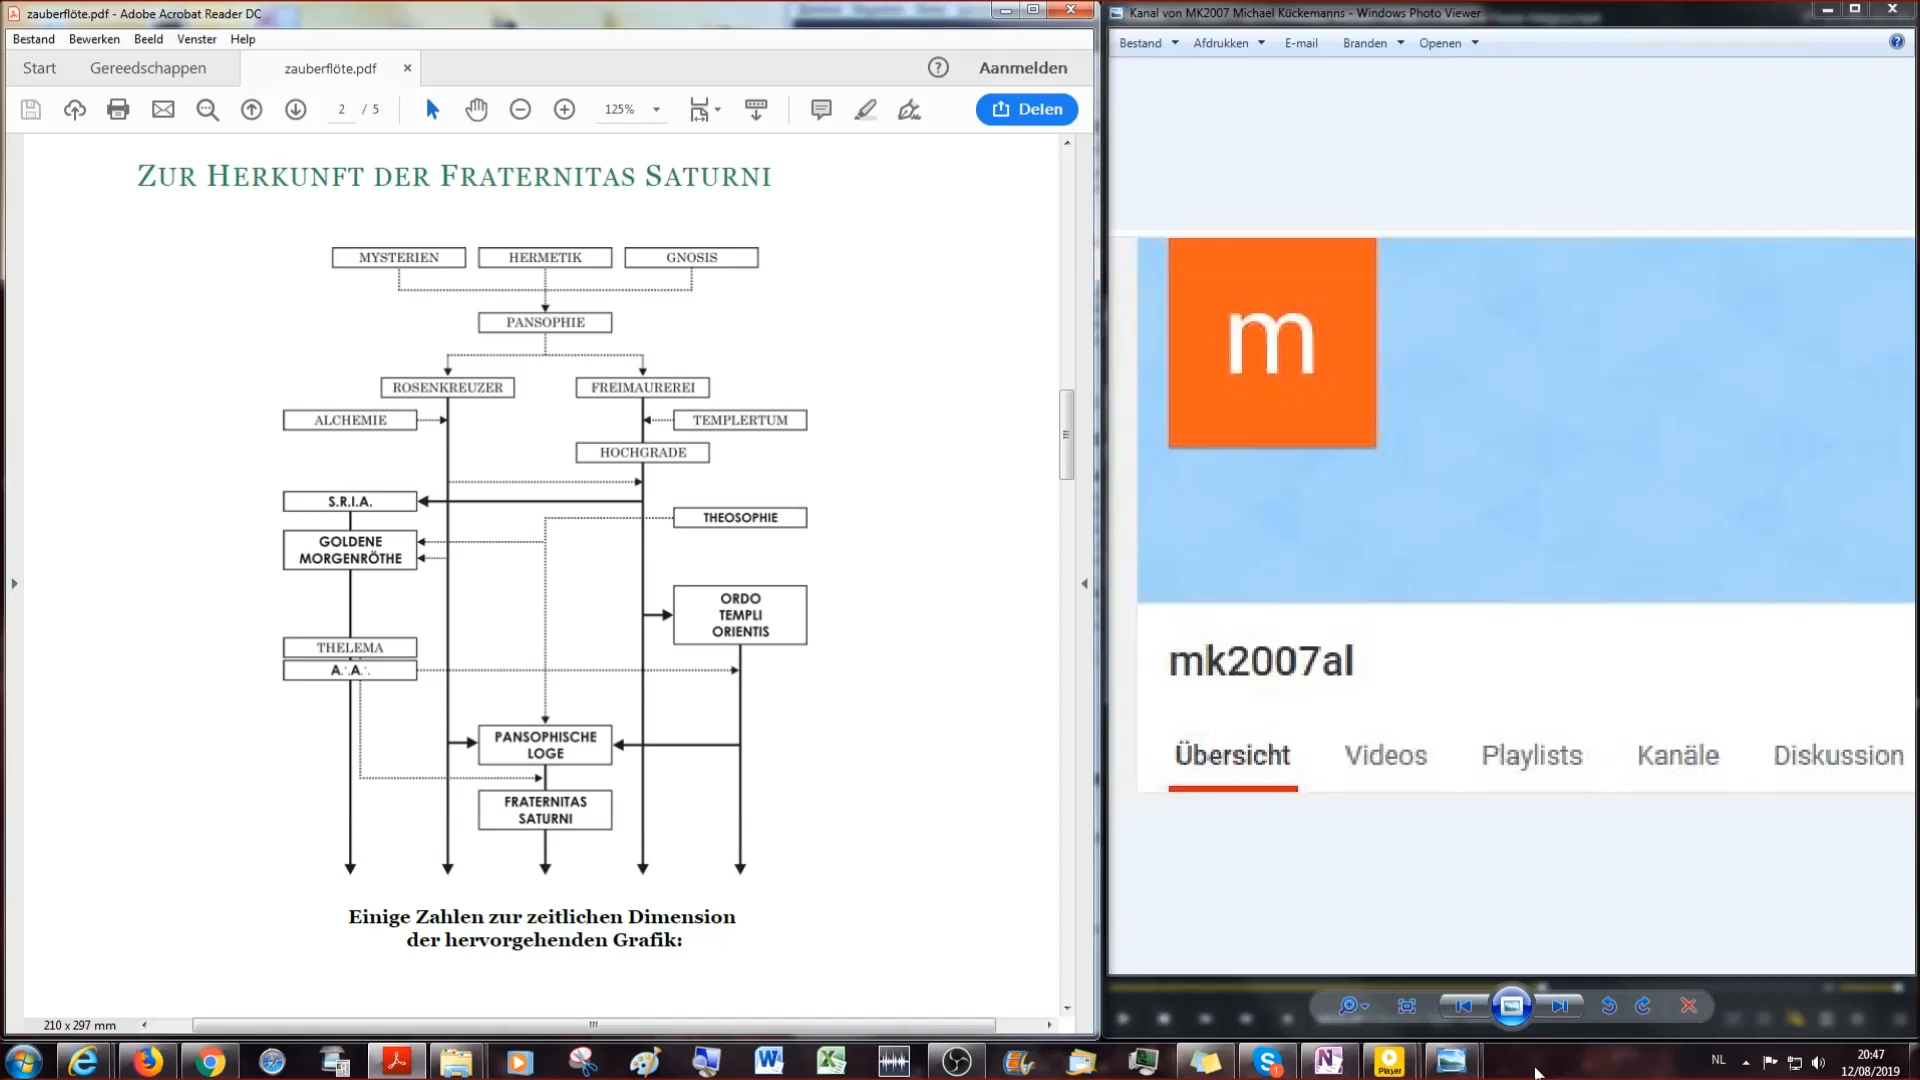 zauberflöte.pdf - Adobe Acrobat Reader DC
Bestand Bewerken Beeld Venster Help
Start Gereedschappen zauberflöte.pdf × ? Aanmelden
2 / 5 125% Delen
ZUR HERKUNFT DER FRATERNITAS SATURNI
MYSTERIEN HERMETIK GNOSIS
PANSOPHIE
ROSENKREUZER FREIMAUREREI
ALCHEMIE TEMPLERTUM
HOCHGRADE
S.R.I.A.
THEOSOPHIE
GOLDENE
MORGENRÖTHE
ORDO
TEMPLI
ORIENTIS
THELEMA
A∴A∴
PANSOPHISCHE
LOGE
FRATERNITAS
SATURNI
Einige Zahlen zur zeitlichen Dimension
der hervorgehenden Grafik:
210 x 297 mm
Kanal von MK2007 Michael Kückemanns - Windows Photo Viewer
Bestand Afdrukken E-mail Branden Openen
m
mk2007al
Übersicht Videos Playlists Kanäle Diskussion
Player
NL
20:47
12/08/2019